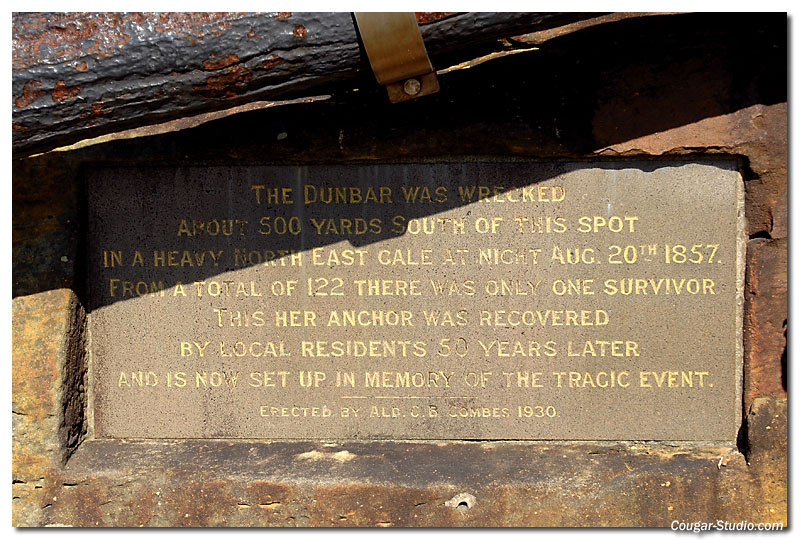 THE DUNBAR WAS WRECKED
ABOUT 500 YARDS SOUTH OF THIS SPOT
IN A HEAVY NORTH EAST GALE AT NIGHT AUG. 20TH 1857.
FROM A TOTAL OF 122 THERE WAS ONLY ONE SURVIVOR
THIS HER ANCHOR WAS RECOVERED
BY LOCAL RESIDENTS 50 YEARS LATER
AND IS NOW SET UP IN MEMORY OF THE TRAGIC EVENT.
ERECTED BY ALD. COMBES 1930.
Cougar-Studio.com